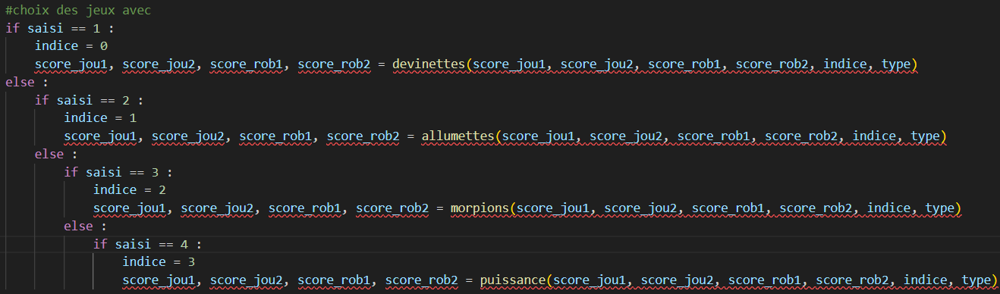 #choix des jeux avec
if saisi == 1 :
    indice = 0
    score_jou1, score_jou2, score_rob1, score_rob2 = devinettes(score_jou1, score_jou2, score_rob1, score_rob2, indice, type)
else :
    if saisi == 2 :
        indice = 1
        score_jou1, score_jou2, score_rob1, score_rob2 = allumettes(score_jou1, score_jou2, score_rob1, score_rob2, indice, type)
    else :
        if saisi == 3 :
            indice = 2
            score_jou1, score_jou2, score_rob1, score_rob2 = morpions(score_jou1, score_jou2, score_rob1, score_rob2, indice, type)
        else :
            if saisi == 4 :
                indice = 3
                score_jou1, score_jou2, score_rob1, score_rob2 = puissance(score_jou1, score_jou2, score_rob1, score_rob2, indice, type)